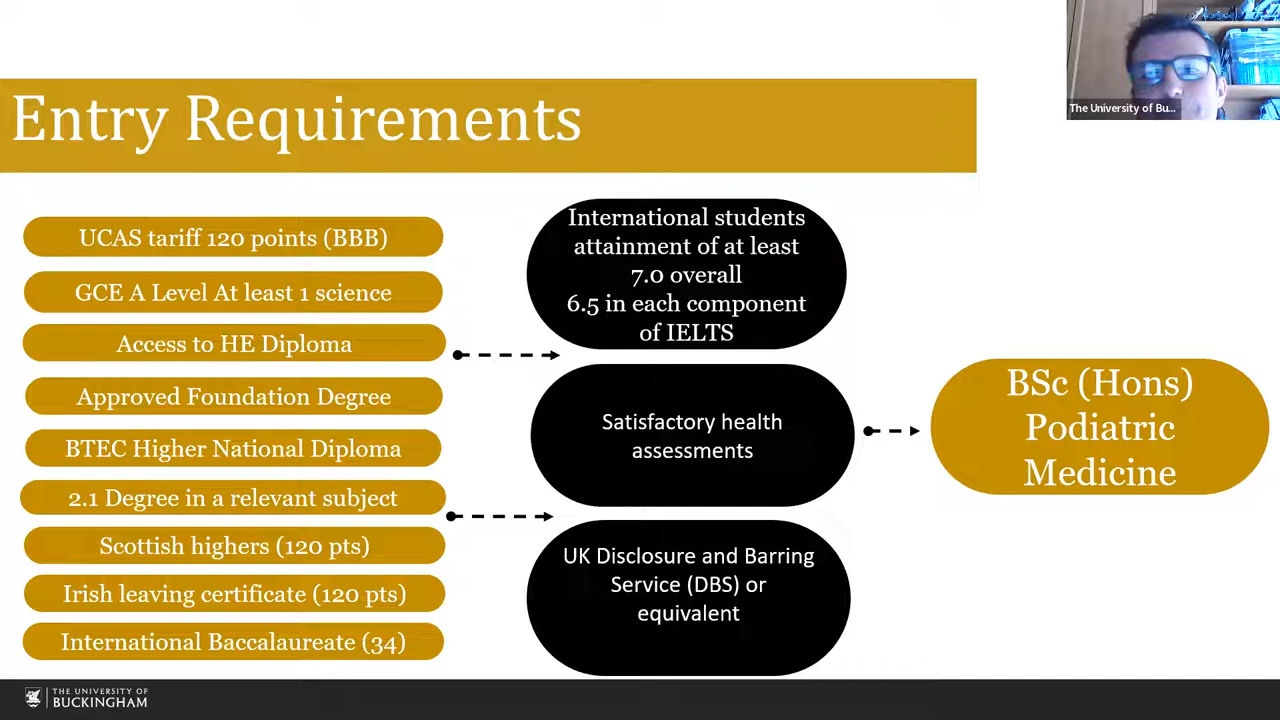 The University of Bu...
Entry Requirements
UCAS tariff 120 points (BBB)
GCE A Level At least 1 science
Access to HE Diploma
Approved Foundation Degree
BTEC Higher National Diploma
2.1 Degree in a relevant subject
Scottish highers (120 pts)
Irish leaving certificate (120 pts)
International Baccalaureate (34)
International students
attainment of at least
7.0 overall
6.5 in each component
of IELTS
Satisfactory health
assessments
UK Disclosure and Barring
Service (DBS) or
equivalent
BSc (Hons)
Podiatric
Medicine
THE UNIVERSITY OF
BUCKINGHAM